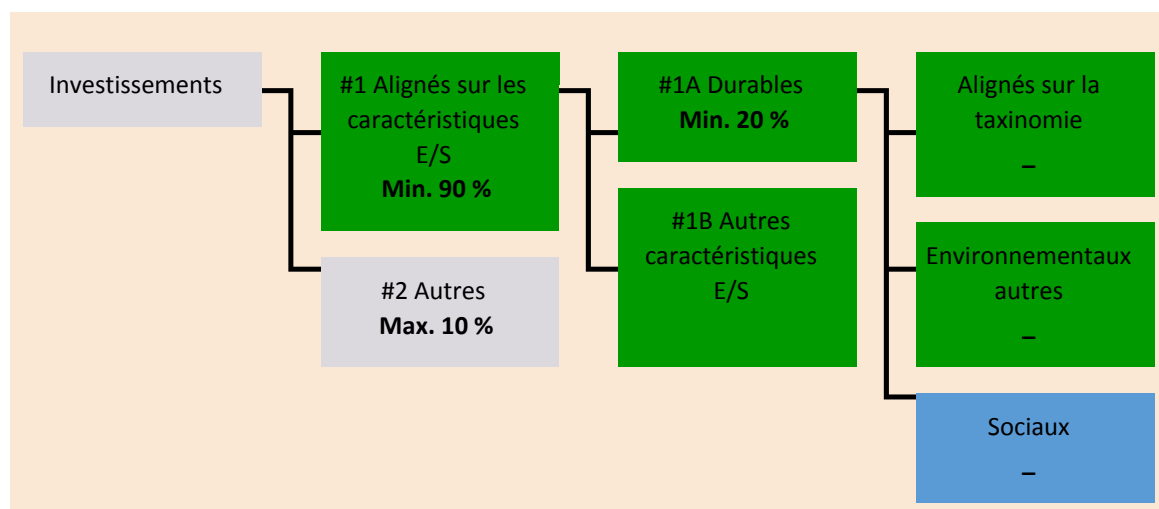 Investissements
#1 Alignés sur les
caractéristiques
E/S
Min. 90 %
#2 Autres
Max. 10 %
#1A Durables
Min. 20 %
#1B Autres
caractéristiques
E/S
Alignés sur la
taxinomie
–
Environnementaux
autres
–
Sociaux
–